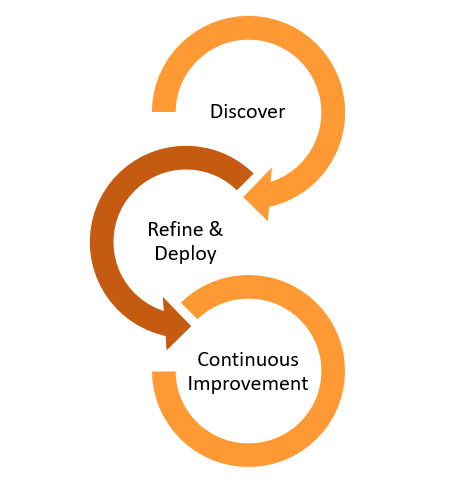 Discover
Refine &
Deploy
Continuous
Improvement